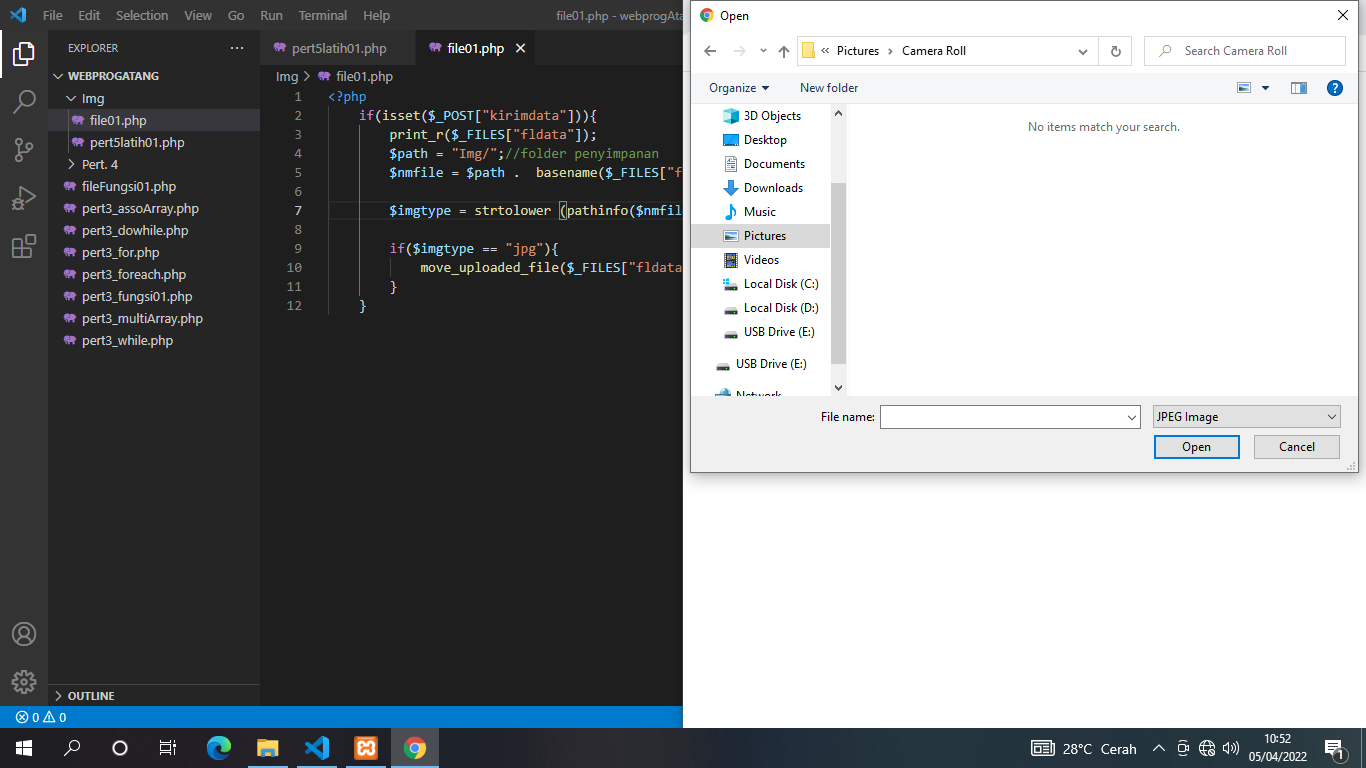 File Edit Selection View Go Run Terminal Help
file01.php - webprogAta
EXPLORER
WEBPROGATANG
Img
file01.php
pert5latih01.php
Pert. 4
fileFungsi01.php
pert3_assoArray.php
pert3_dowhile.php
pert3_for.php
pert3_foreach.php
pert3_fungsi01.php
pert3_multiArray.php
pert3_while.php
OUTLINE
pert5latih01.php file01.php
Img file01.php
1 <?php
2 if(isset($_POST["kirimdata"])){
3 print_r($_FILES["fldata"]);
4 $path = "Img/";//folder penyimpanan
5 $nmfile = $path . basename($_FILES["f
6
7 $imgtype = strtolower (pathinfo($nmfil
8
9 if($imgtype == "jpg"){
10 move_uploaded_file($_FILES["fldata
11 }
12 }
0 0
Open
Pictures Camera Roll
Search Camera Roll
Organize New folder
3D Objects
Desktop
Documents
Downloads
Music
Pictures
Videos
Local Disk (C:)
Local Disk (D:)
USB Drive (E:)
USB Drive (E:)
Network
No items match your search.
File name:
JPEG Image
Open Cancel
28°C Cerah
10:52
05/04/2022
1